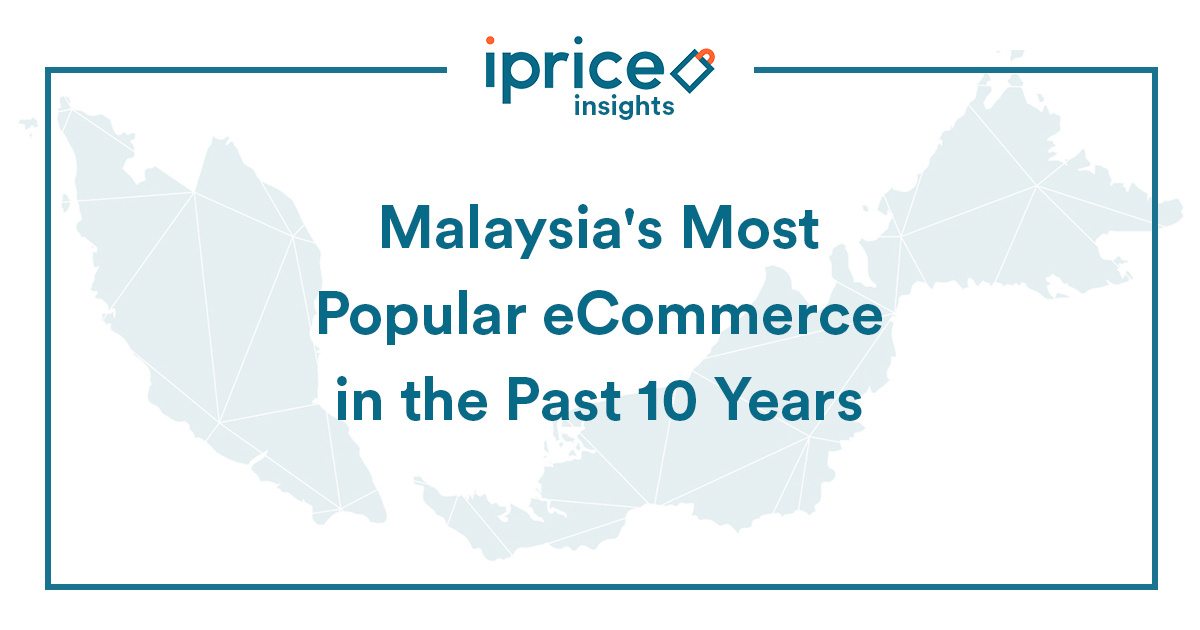 iprice
insights
Malaysia's Most
Popular eCommerce
in the Past 10 Years